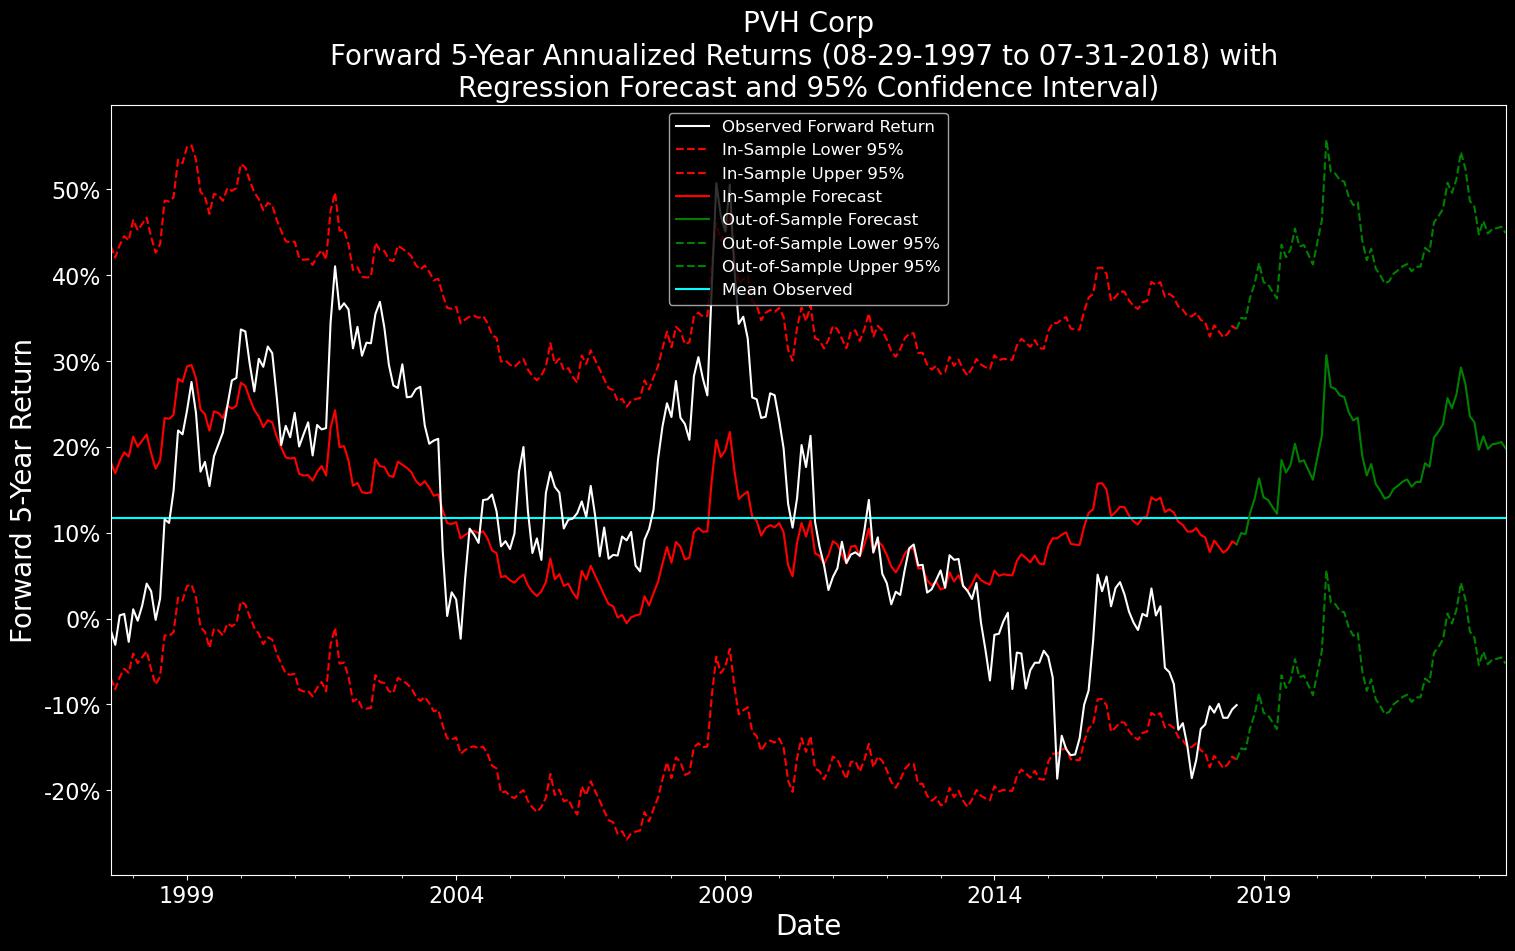 PVH Corp
Forward 5-Year Annualized Returns (08-29-1997 to 07-31-2018) with
Regression Forecast and 95% Confidence Interval)
Observed Forward Return
In-Sample Lower 95%
In-Sample Upper 95%
In-Sample Forecast
Out-of-Sample Forecast
Out-of-Sample Lower 95%
Out-of-Sample Upper 95%
Mean Observed
Forward 5-Year Return
50%
40%
30%
20%
10%
0%
-10%
-20%
1999
2004
2009
2014
2019
Date